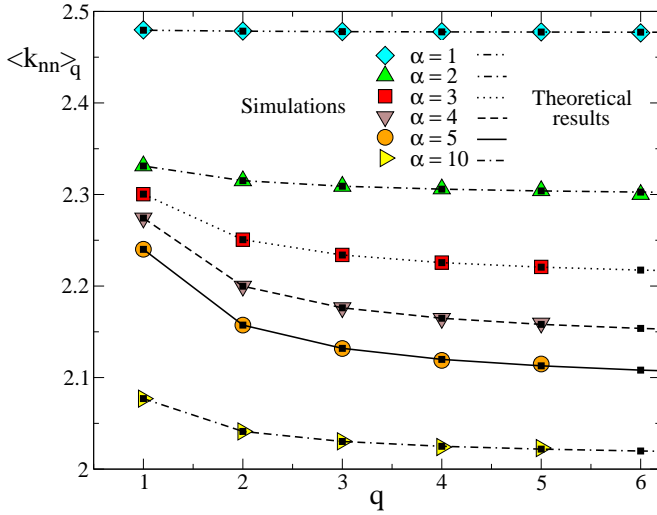 2.5
<k_nn>_q
2.4
2.3
2.2
2.1
2
1 2 3 4 5 6
q
Simulations
α = 1
α = 2
α = 3
α = 4
α = 5
α = 10
Theoretical
results